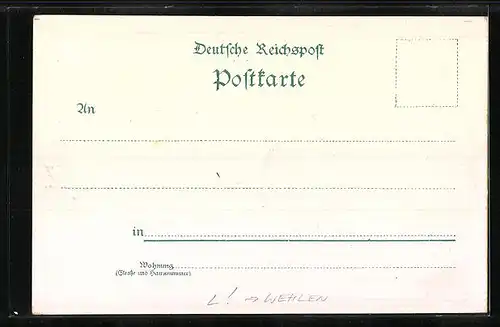 Deutsche Reichspost
Postkarte
An
in
Wohnung
(Straße und Hausnummer)
L! → WEHLEN